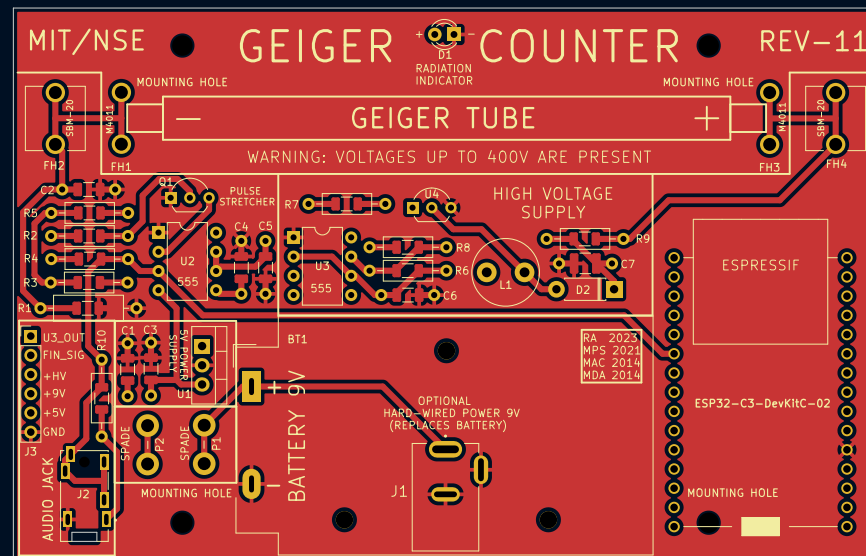 MIT/NSE
GEIGER
+
D1
RADIATION
INDICATOR
COUNTER
REV-11
MOUNTING HOLE
MOUNTING HOLE
SBM-20
M4011
FH2
FH1
−
GEIGER TUBE
+
M4011
SBM-20
FH3
FH4
WARNING: VOLTAGES UP TO 400V ARE PRESENT
C2
R5
R2
R4
R3
R1
Q1
PULSE
STRETCHER
U2
555
C4
C5
R7
U4
HIGH VOLTAGE
SUPPLY
U3
555
R8
R6
C6
L1
R9
C7
D2
ESPRESSIF
U3_OUT
FIN_SIG
+HV
+9V
+5V
GND
J3
R10
C1
C3
5V POWER
SUPPLY
U1
BT1
RA 2023
MPS 2021
MAC 2014
MDA 2014
ESP32-C3-DevKitC-02
SPADE
P2
SPADE
P1
+
BATTERY 9V
−
OPTIONAL
HARD-WIRED POWER 9V
(REPLACES BATTERY)
J1
AUDIO JACK
J2
MOUNTING HOLE
MOUNTING HOLE